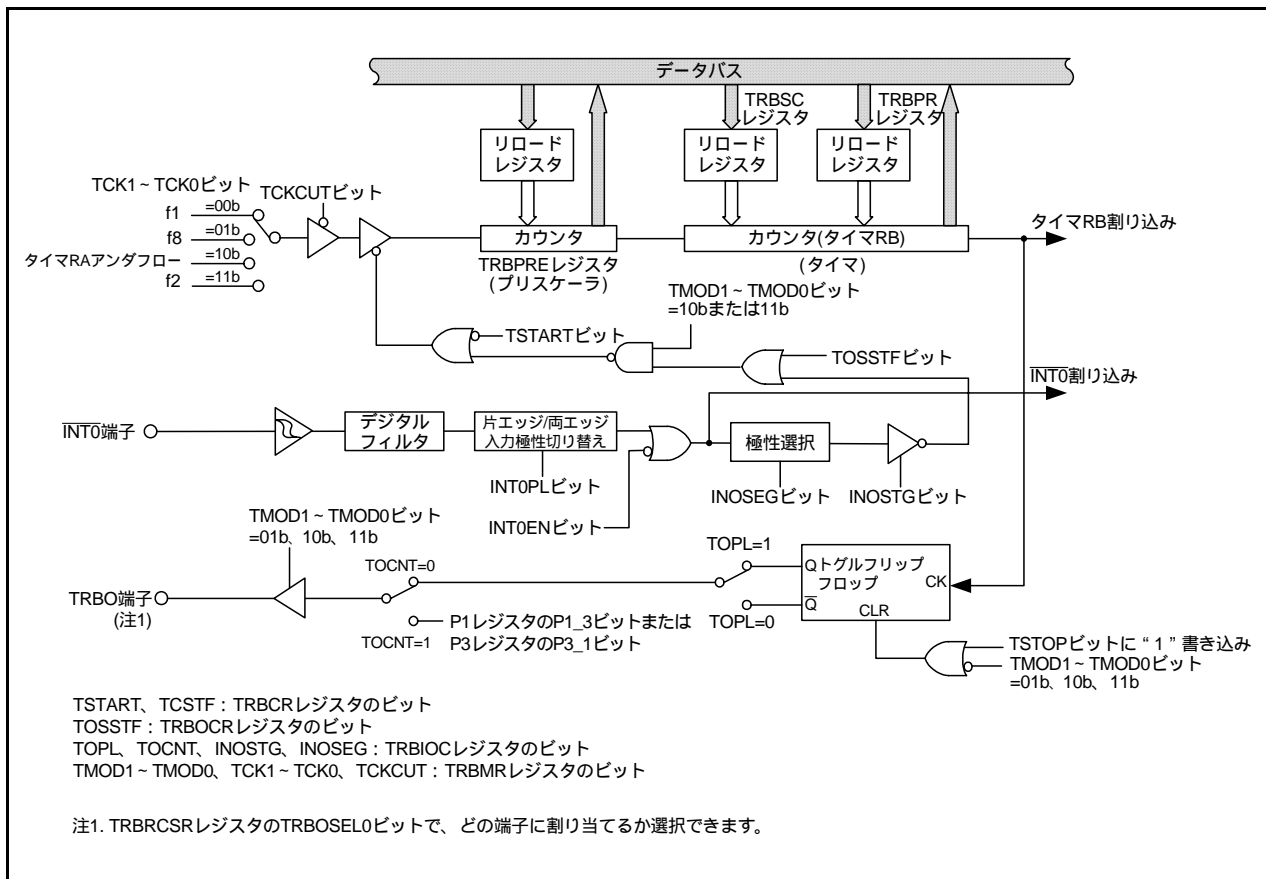 データバス
TRBSC
レジスタ
TRBPR
レジスタ
リロード
レジスタ
リロード
レジスタ
リロード
レジスタ
TCK1~TCK0ビット
TCKCUTビット
f1
=00b
f8
=01b
タイマRAアンダフロー
=10b
f2
=11b
カウンタ
カウンタ(タイマRB)
タイマRB割り込み
TRBPREレジスタ
(プリスケーラ)
(タイマ)
TMOD1~TMOD0ビット
=10bまたは11b
TSTARTビット
TOSSTFビット
INT0割り込み
INT0端子
デジタル
フィルタ
片エッジ/両エッジ
入力極性切り替え
極性選択
INT0PLビット
INOSEGビット
INOSTGビット
INT0ENビット
TMOD1~TMOD0ビット
=01b、10b、11b
TOCNT=0
TOPL=1
Q トグルフリップ
フロップ
CK
Q
CLR
TRBO端子
(注1)
P1レジスタのP1_3ビットまたは
P3レジスタのP3_1ビット
TOCNT=1
TOPL=0
TSTOPビットに“1”書き込み
TMOD1~TMOD0ビット
=01b、10b、11b
TSTART、TCSTF:TRBCRレジスタのビット
TOSSTF:TRBOCRレジスタのビット
TOPL、TOCNT、INOSTG、INOSEG:TRBIOCレジスタのビット
TMOD1~TMOD0、TCK1~TCK0、TCKCUT:TRBMRレジスタのビット
注1. TRBRCSRレジスタのTRBOSEL0ビットで、どの端子に割り当てるか選択できます。